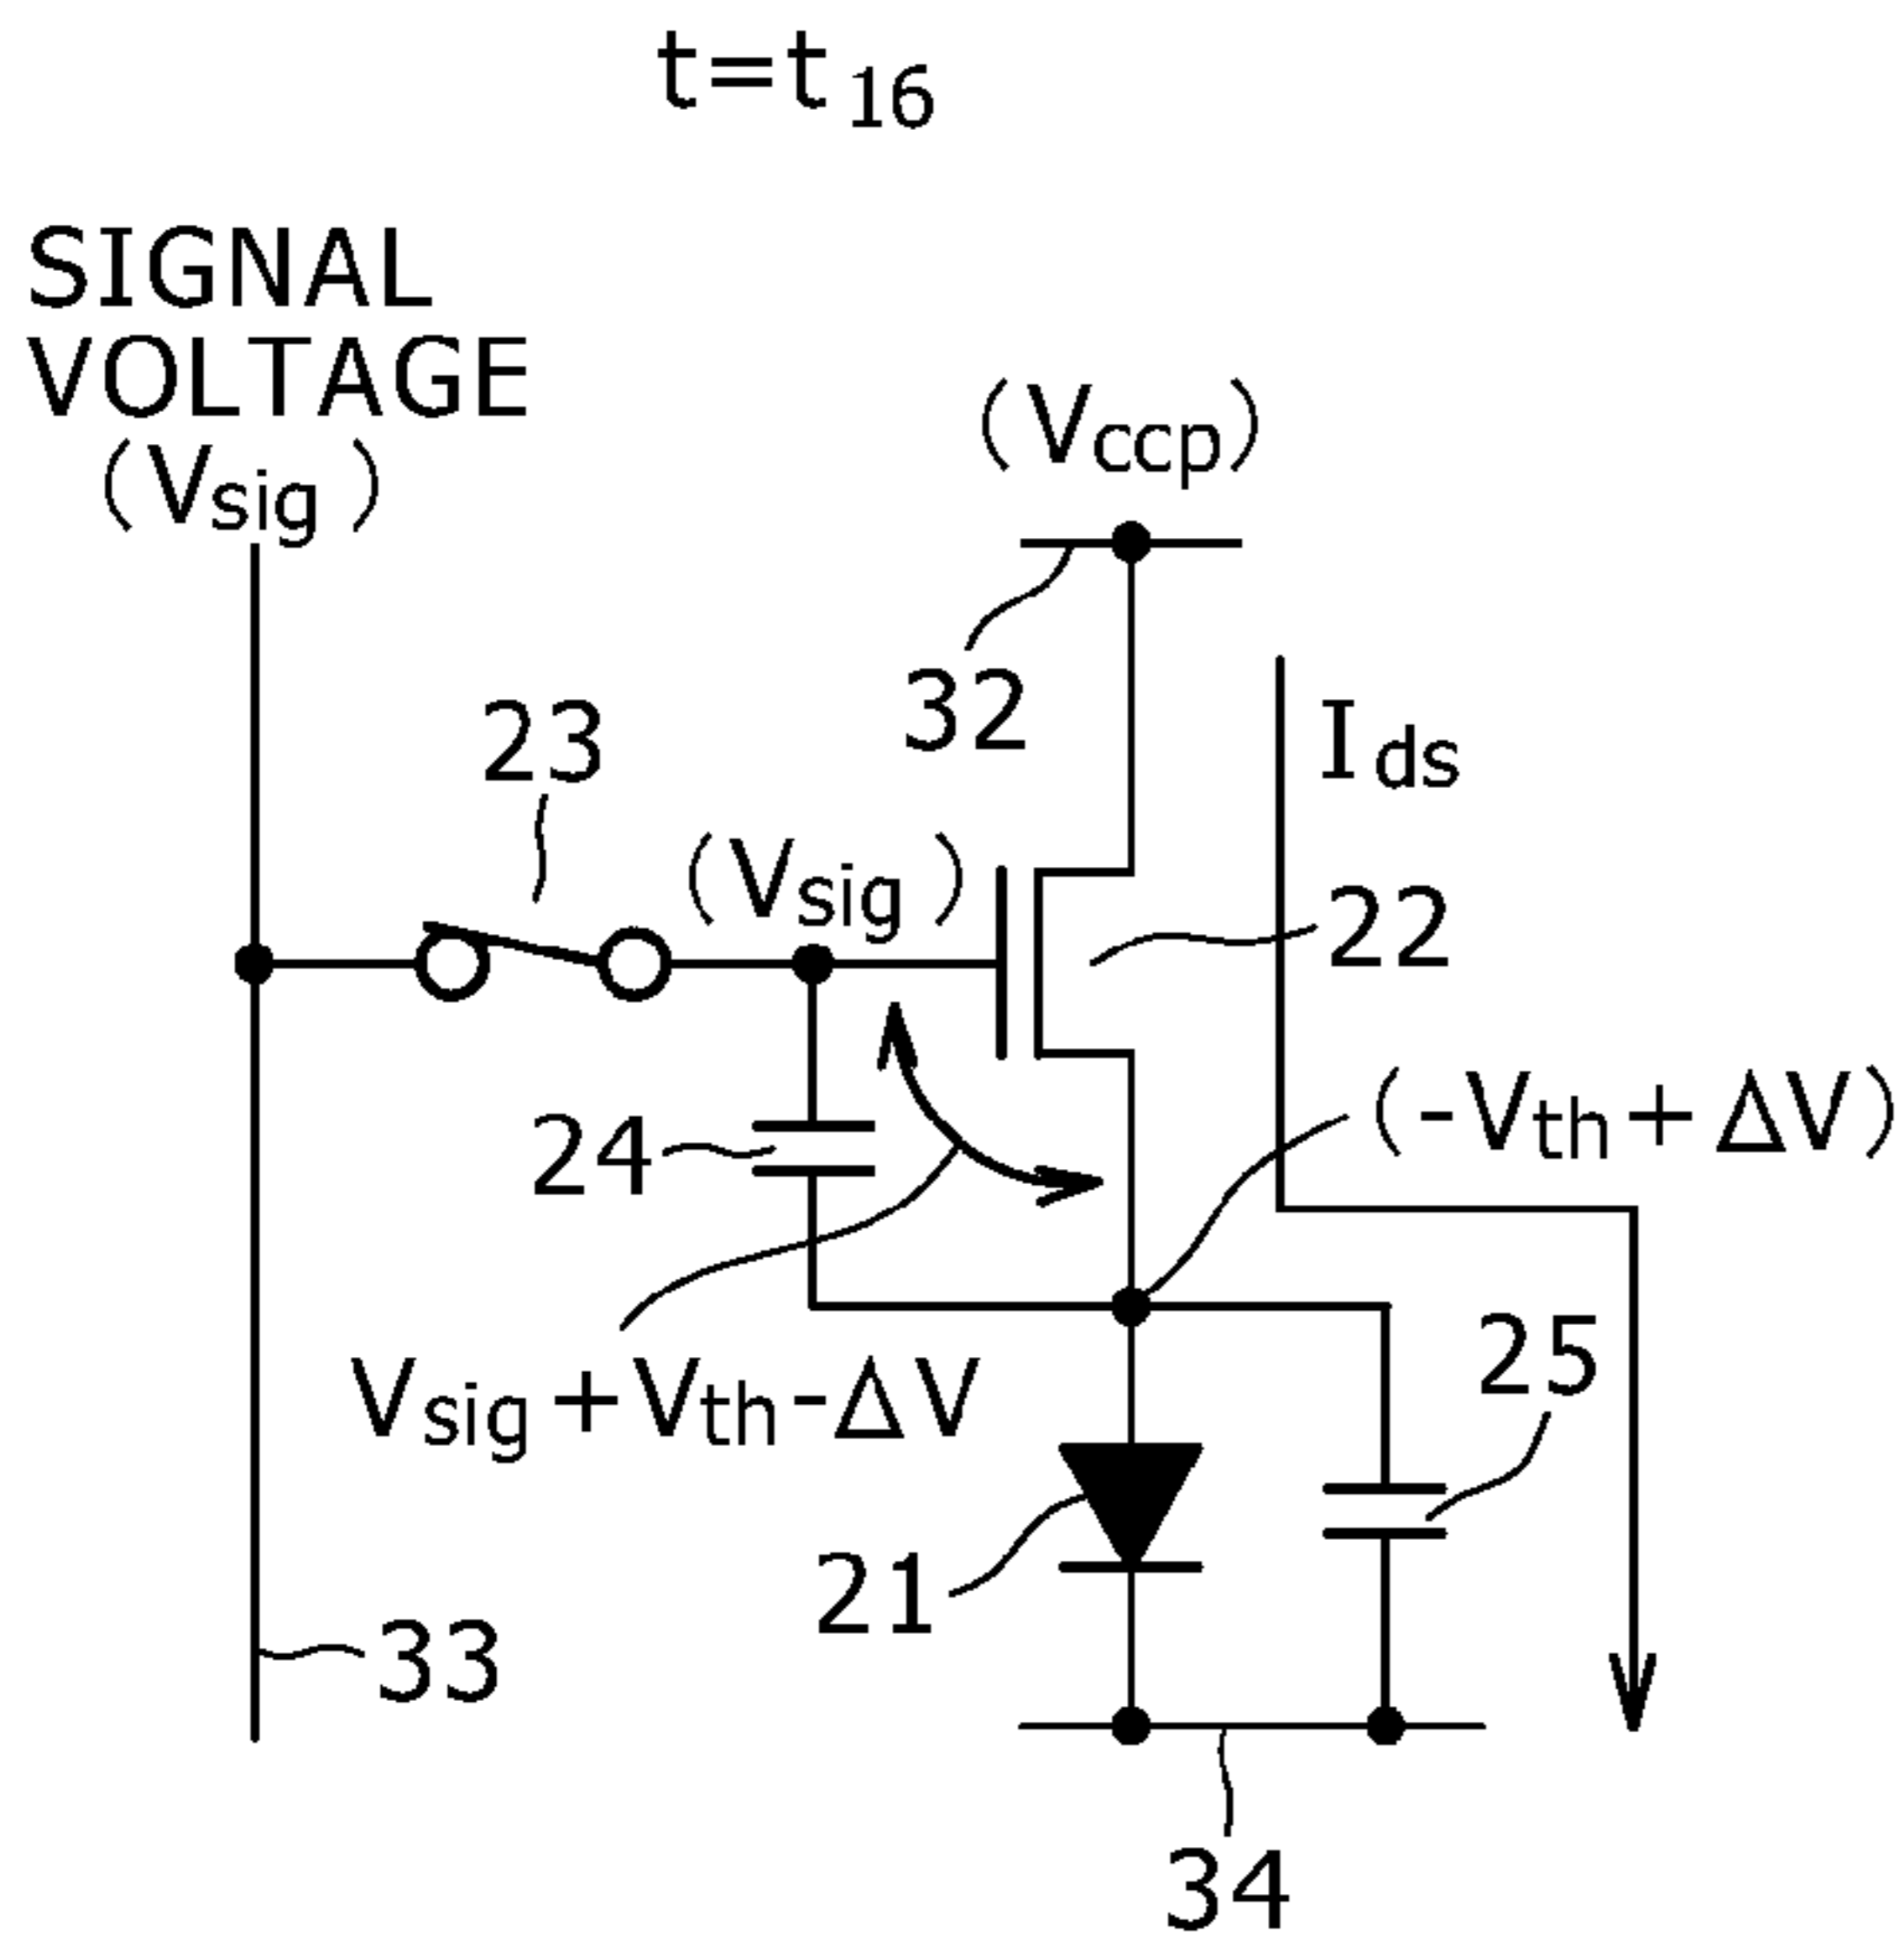 t=t16
SIGNAL
VOLTAGE
(Vsig)
(Vccp)
32
Ids
23
(Vsig)
22
24
(-Vth+ΔV)
Vsig+Vth-ΔV
25
21
33
34